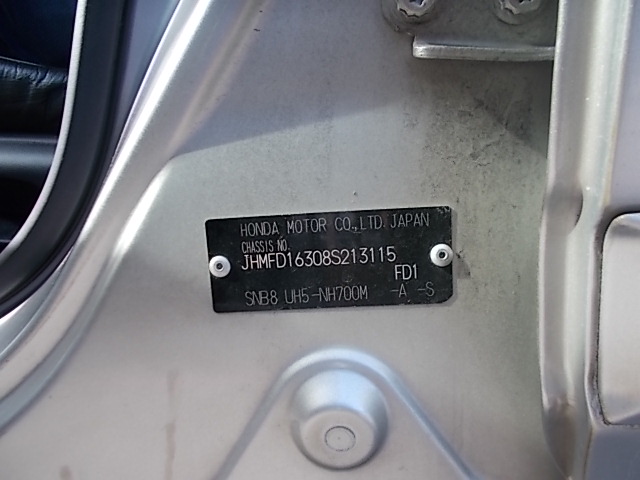 HONDA MOTOR CO.,LTD. JAPAN
CHASSIS NO.
JHMFD16308S213115
FD1
SNB8 UH5-NH700M -A -S